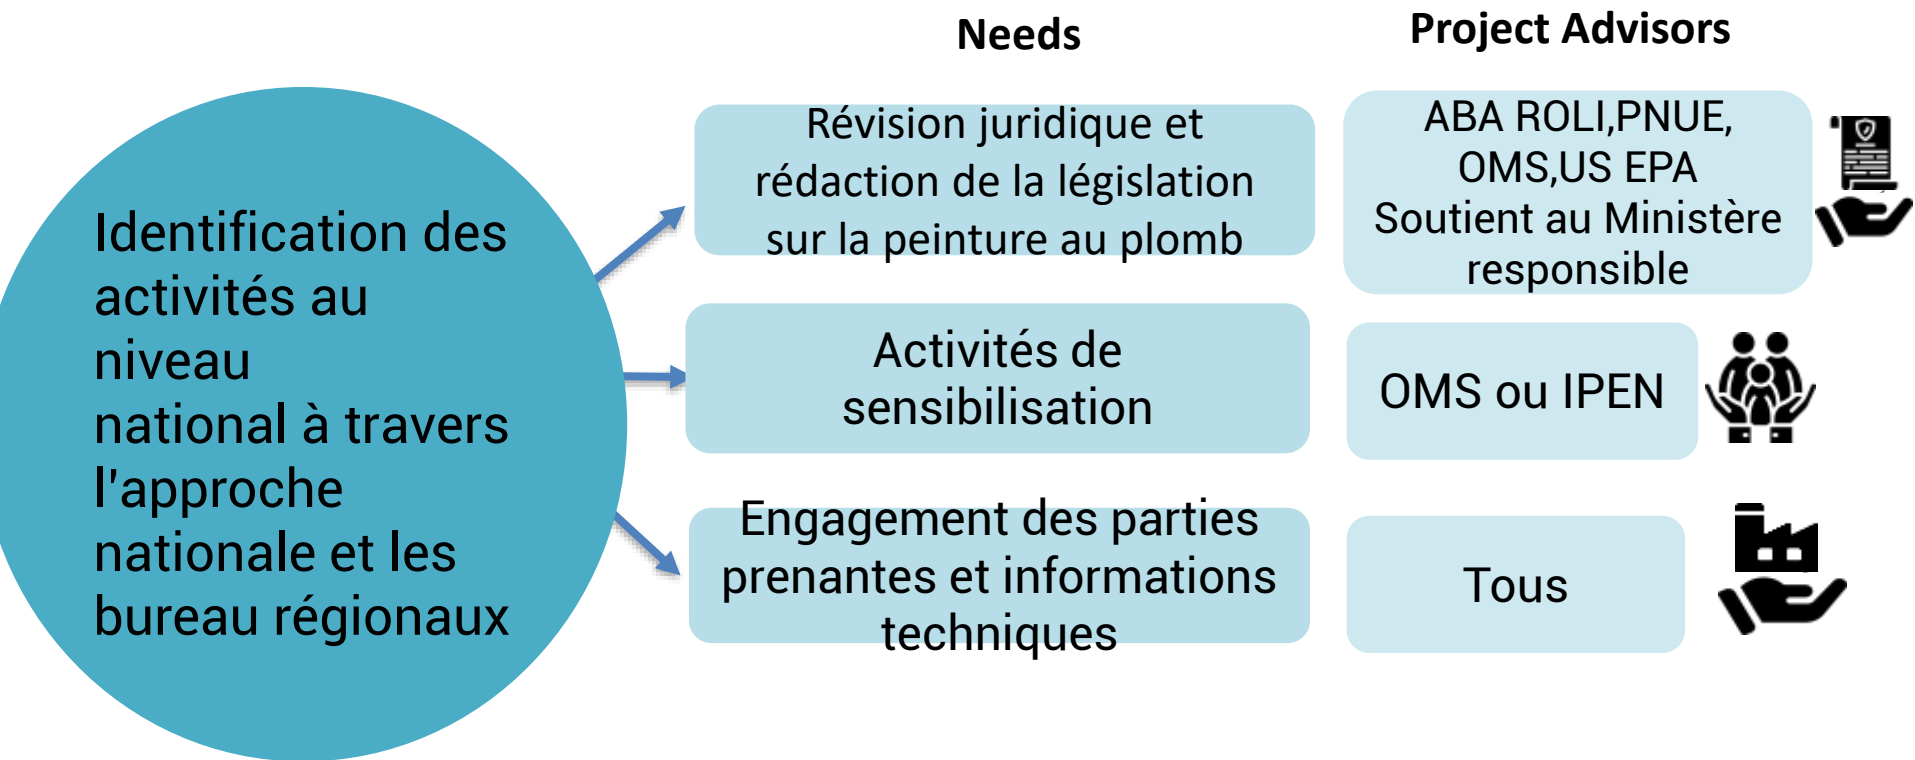 Needs
Project Advisors
Identification des
activités au
niveau
national à travers
l'approche
nationale et les
bureau régionaux
Révision juridique et
rédaction de la législation
sur la peinture au plomb
ABA ROLI,PNUE,
OMS,US EPA
Soutient au Ministère
responsible
Activités de
sensibilisation
OMS ou IPEN
Engagement des parties
prenantes et informations
techniques
Tous